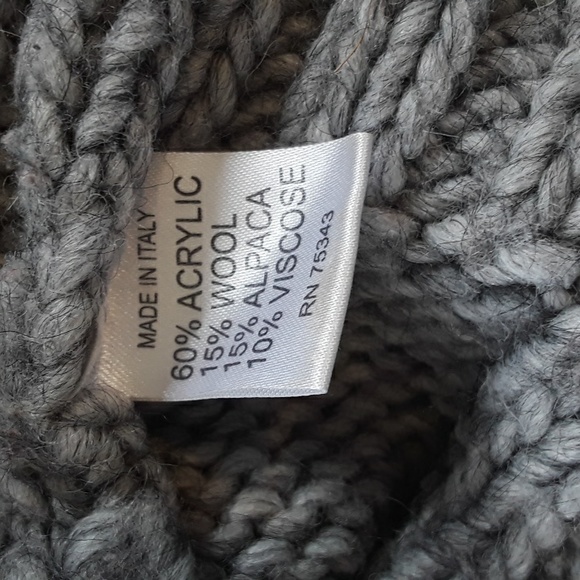 MADE IN ITALY
60% ACRYLIC
15% WOOL
15% ALPACA
10% VISCOSE
RN 75343